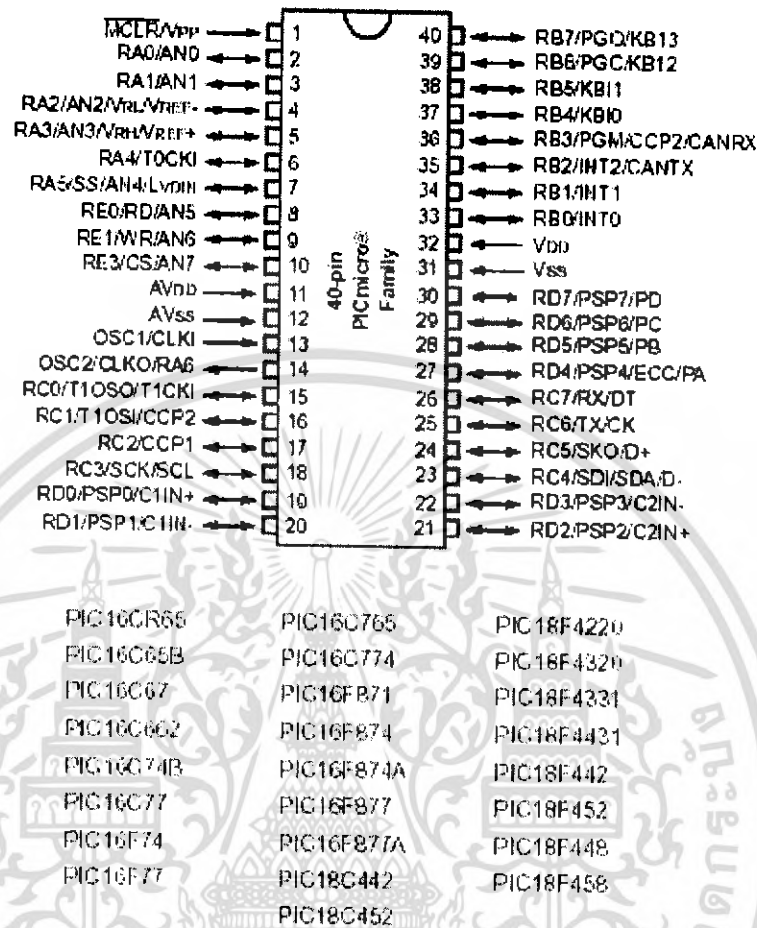 MCLR/VPP 1
RA0/AN0 2
RA1/AN1 3
RA2/AN2/VRL/VREF- 4
RA3/AN3/VRH/VREF+ 5
RA4/T0CKI 6
RA5/SS/AN4/LVDIN 7
RE0/RD/AN5 8
RE1/WR/AN6 9
RE3/CS/AN7 10
AVDD 11
AVSS 12
OSC1/CLKI 13
OSC2/CLKO/RA6 14
RC0/T1OSO/T1CKI 15
RC1/T1OSI/CCP2 16
RC2/CCP1 17
RC3/SCK/SCL 18
RD0/PSP0/C1IN+ 19
RD1/PSP1/C1IN- 20
40-pin
PICmicro®
Family
40 RB7/PGD/KB13
39 RB6/PGC/KB12
38 RB5/KBI1
37 RB4/KBI0
36 RB3/PGM/CCP2/CANRX
35 RB2/INT2/CANTX
34 RB1/INT1
33 RB0/INT0
32 VDD
31 VSS
30 RD7/PSP7/PD
29 RD6/PSP6/PC
28 RD5/PSP5/PB
27 RD4/PSP4/ECC/PA
26 RC7/RX/DT
25 RC6/TX/CK
24 RC5/SKO/D+
23 RC4/SDI/SDA/D-
22 RD3/PSP3/C2IN-
21 RD2/PSP2/C2IN+
PIC16CR65
PIC16C65B
PIC16C67
PIC16C662
PIC16C74B
PIC16C77
PIC16F74
PIC16F77
PIC16C765
PIC16C774
PIC16F871
PIC16F874
PIC16F874A
PIC16F877
PIC16F877A
PIC18C442
PIC18C452
PIC18F4220
PIC18F4320
PIC18F4331
PIC18F4431
PIC18F442
PIC18F452
PIC18F448
PIC18F458